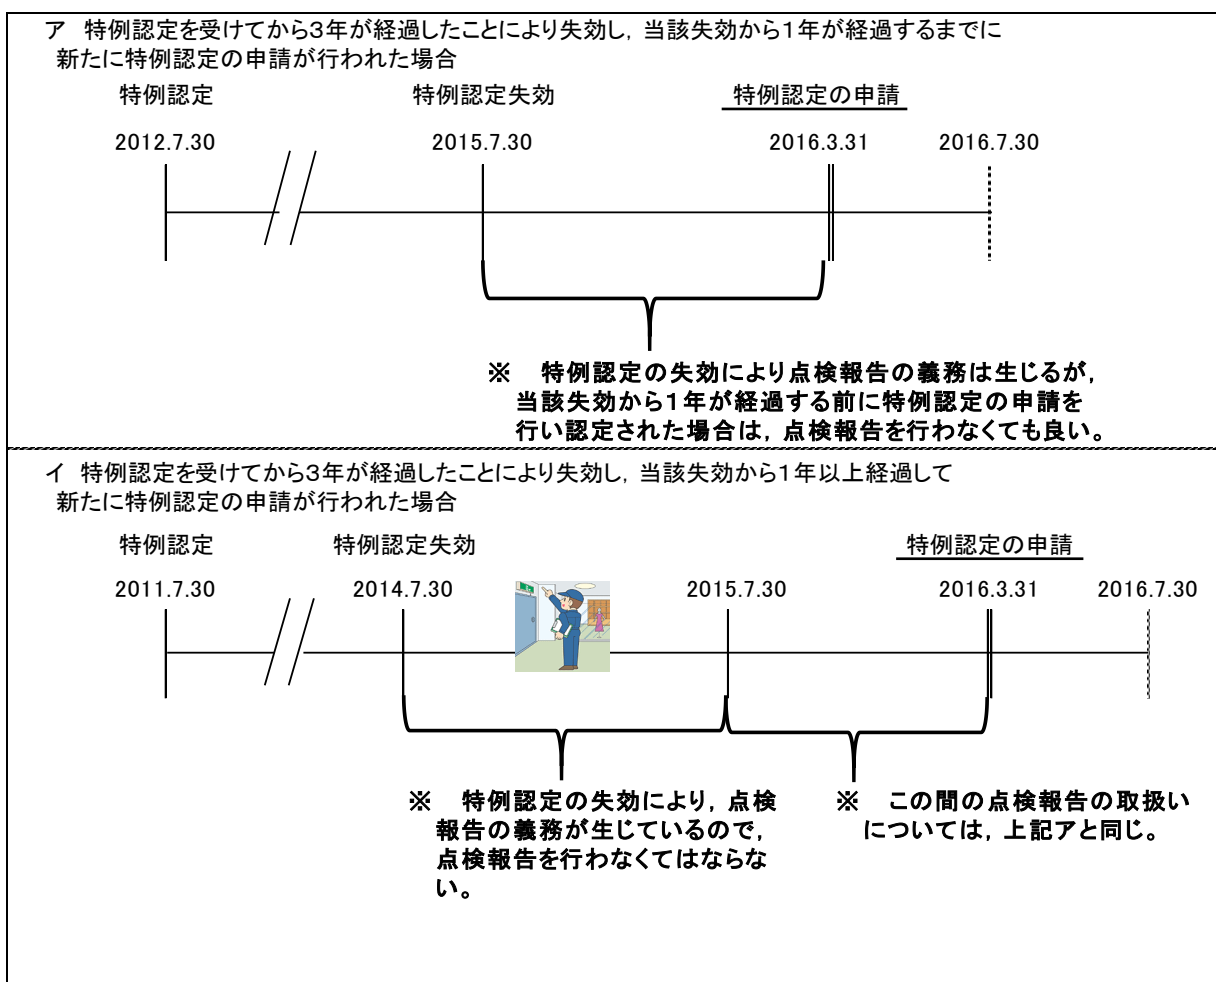 ア 特例認定を受けてから3年が経過したことにより失効し，当該失効から1年が経過するまでに
新たに特例認定の申請が行われた場合
特例認定 特例認定失効 特例認定の申請
2012.7.30 2015.7.30 2016.3.31 2016.7.30
※ 特例認定の失効により点検報告の義務は生じるが，
当該失効から1年が経過する前に特例認定の申請を
行い認定された場合は，点検報告を行わなくても良い。
イ 特例認定を受けてから3年が経過したことにより失効し，当該失効から1年以上経過して
新たに特例認定の申請が行われた場合
特例認定 特例認定失効 特例認定の申請
2011.7.30 2014.7.30 2015.7.30 2016.3.31 2016.7.30
※ 特例認定の失効により，点検
報告の義務が生じているので，
点検報告を行わなくてはならな
い。
※ この間の点検報告の取扱い
については，上記アと同じ。